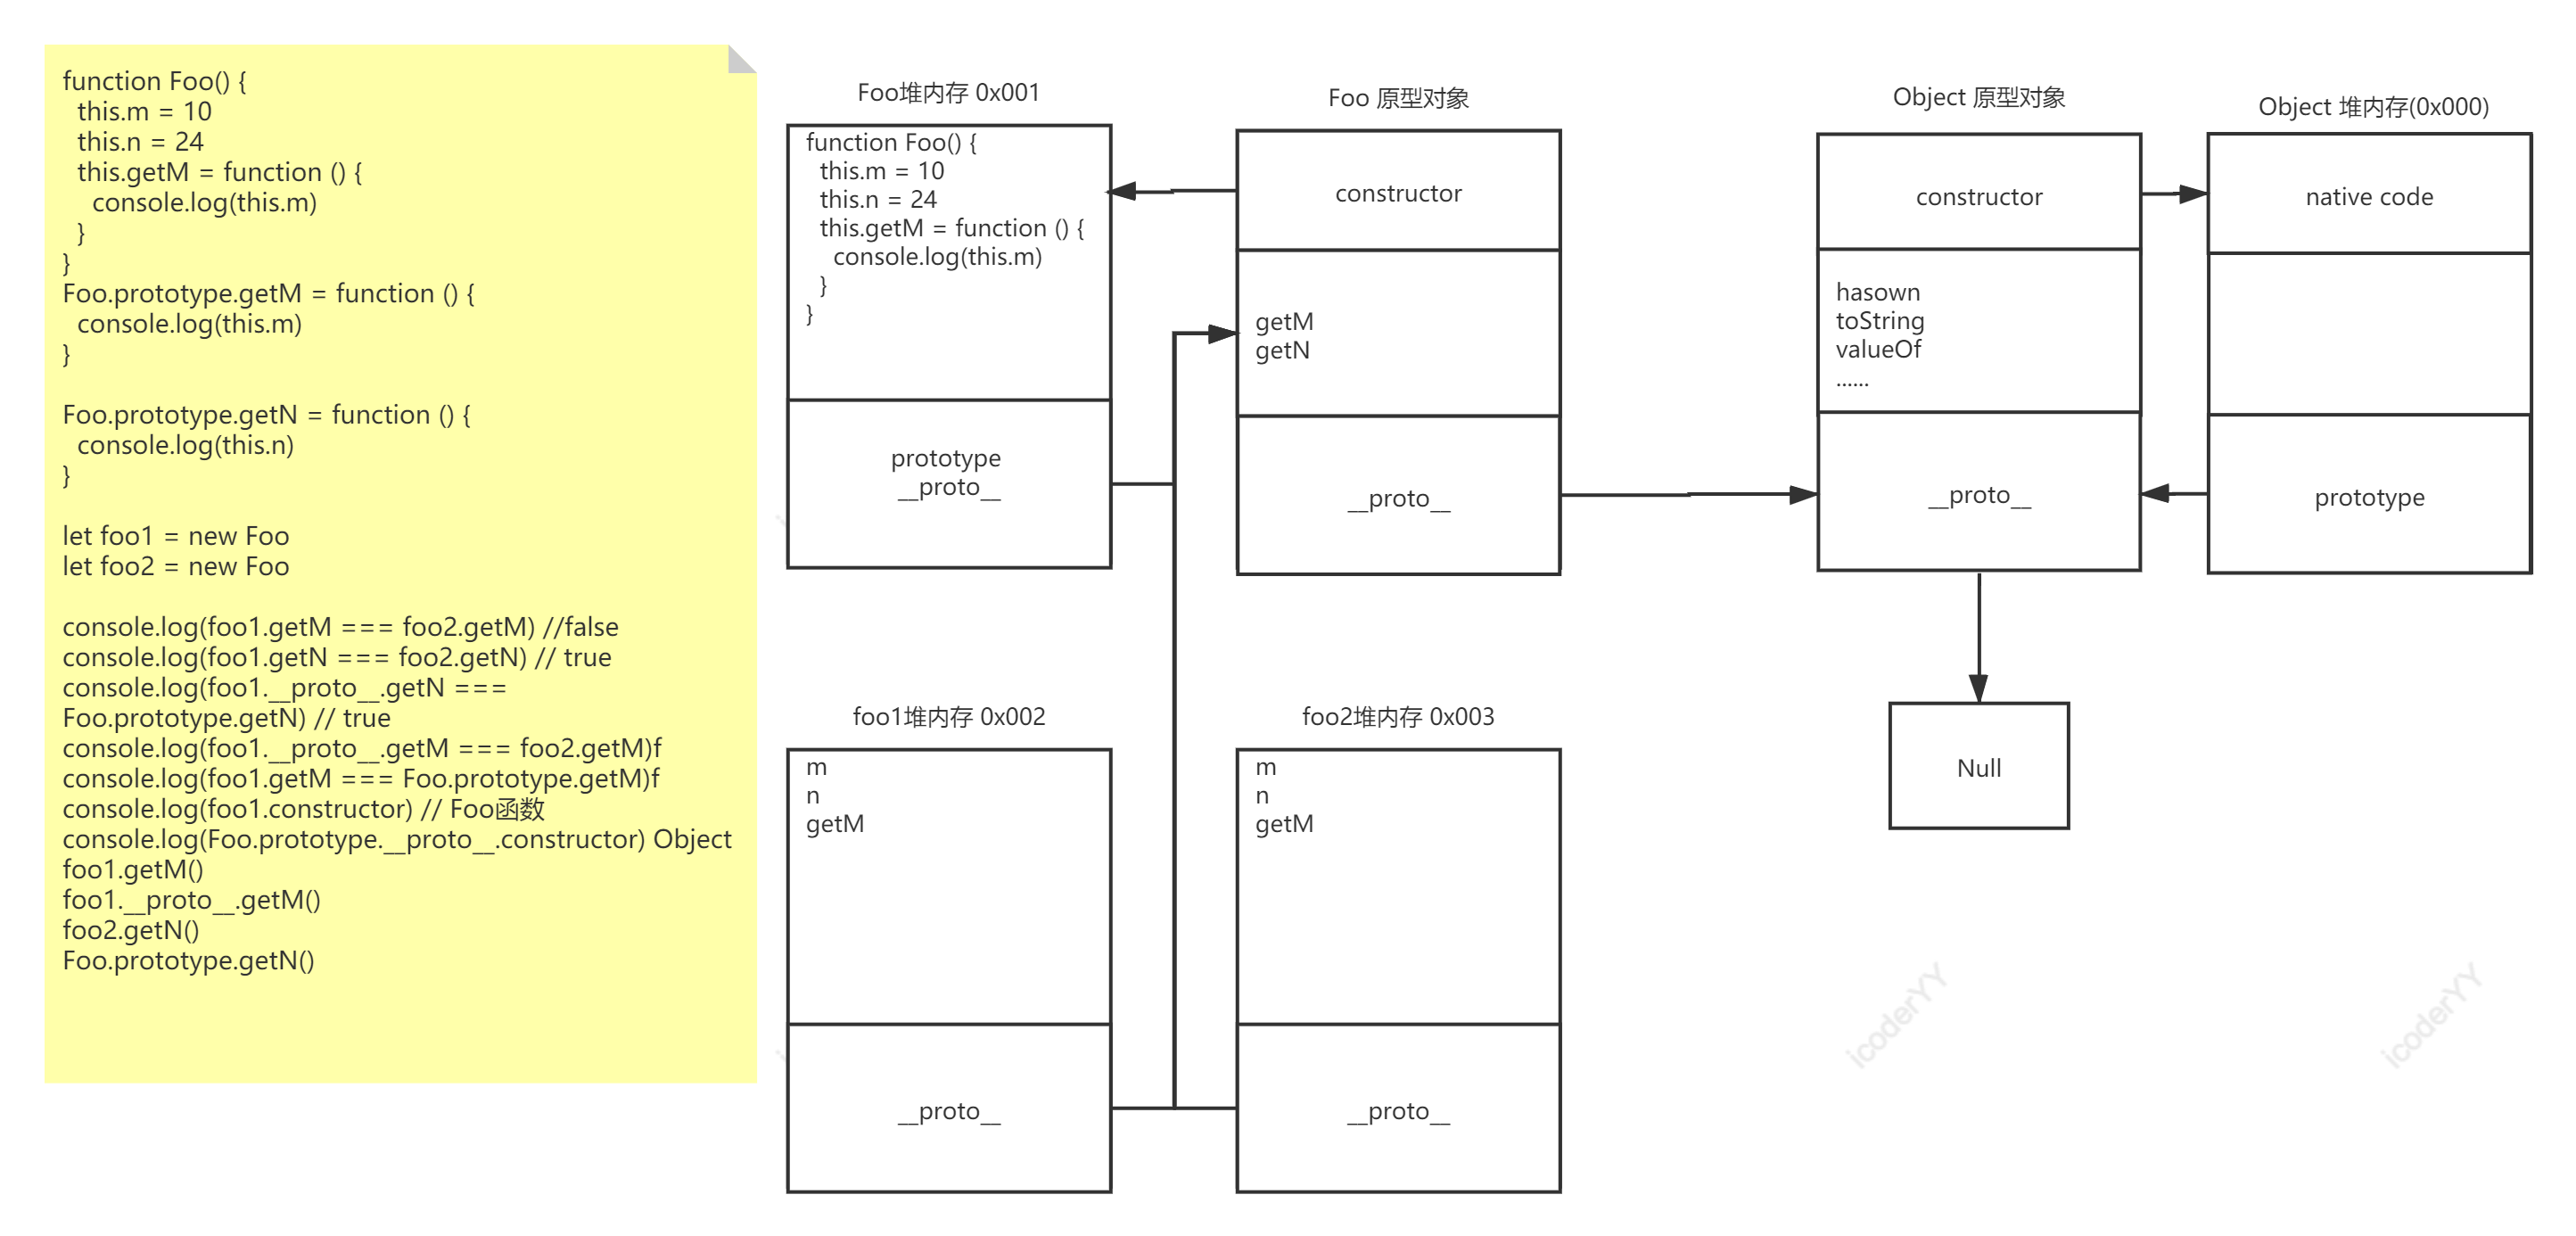 function Foo() {
this.m = 10
this.n = 24
this.getM = function () {
console.log(this.m)
}
}
Foo.prototype.getM = function () {
console.log(this.m)
}
Foo.prototype.getN = function () {
console.log(this.n)
}
let foo1 = new Foo
let foo2 = new Foo
console.log(foo1.getM === foo2.getM) //false
console.log(foo1.getN === foo2.getN) // true
console.log(foo1.__proto__.getN ===
Foo.prototype.getN) // true
console.log(foo1.__proto__.getM === foo2.getM)f
console.log(foo1.getM === Foo.prototype.getM)f
console.log(foo1.constructor) // Foo函数
console.log(Foo.prototype.__proto__.constructor) Object
foo1.getM()
foo1.__proto__.getM()
foo2.getN()
Foo.prototype.getN()
Foo堆内存 0x001
function Foo() {
this.m = 10
this.n = 24
this.getM = function () {
console.log(this.m)
}
}
prototype
__proto__
Foo 原型对象
constructor
getM
getN
__proto__
Object 原型对象
constructor
hasown
toString
valueOf
......
__proto__
Object 堆内存(0x000)
native code
prototype
Null
foo1堆内存 0x002
m
n
getM
__proto__
foo2堆内存 0x003
m
n
getM
__proto__
icoderYY
icoderYY